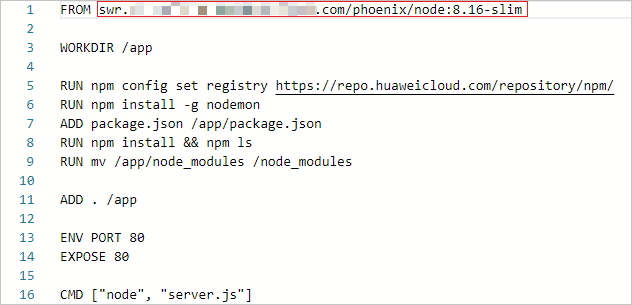 1 FROM swr. .com/phoenix/node:8.16-slim
2
3 WORKDIR /app
4
5 RUN npm config set registry https://repo.huaweicloud.com/repository/npm/
6 RUN npm install -g nodemon
7 ADD package.json /app/package.json
8 RUN npm install && npm ls
9 RUN mv /app/node_modules /node_modules
10
11 ADD . /app
12
13 ENV PORT 80
14 EXPOSE 80
15
16 CMD ["node", "server.js"]